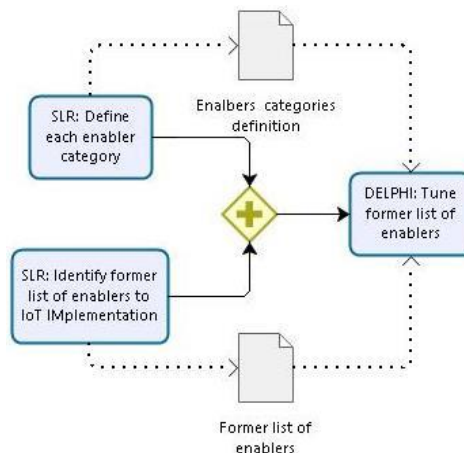 Enalbers categories
definition
SLR: Define
each enabler
category
DELPHI: Tune
former list of
enablers
SLR: Identify former
list of enablers to
IoT IMplementation
Former list of
enablers